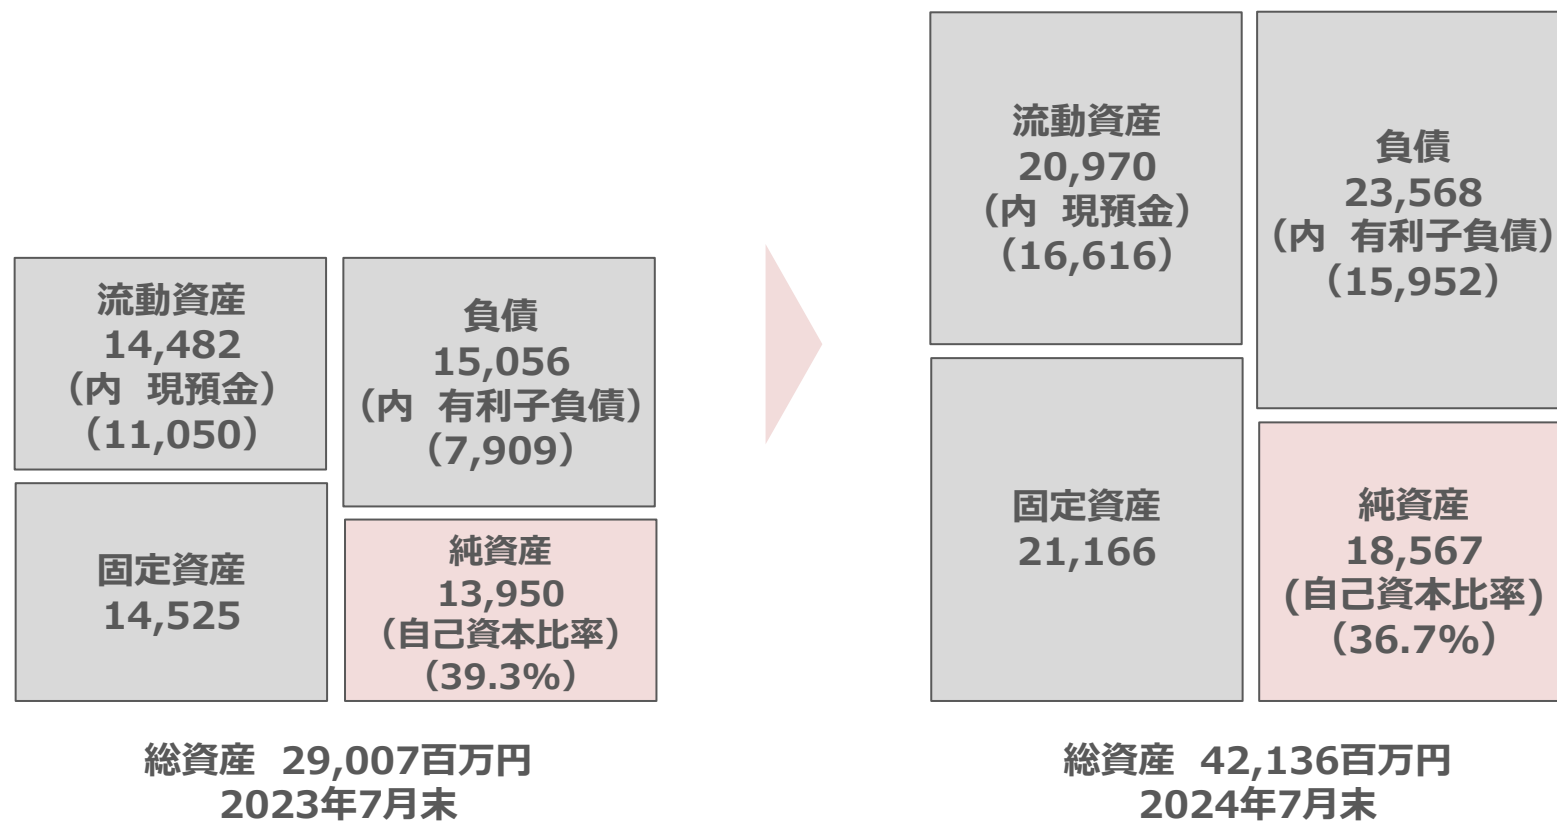 流動資産
14,482
（内 現預金）
（11,050）
固定資産
14,525
負債
15,056
（内 有利子負債）
（7,909）
純資産
13,950
（自己資本比率）
（39.3%）
総資産 29,007百万円
2023年7月末
流動資産
20,970
（内 現預金）
（16,616）
固定資産
21,166
負債
23,568
（内 有利子負債）
（15,952）
純資産
18,567
(自己資本比率)
（36.7%）
総資産 42,136百万円
2024年7月末